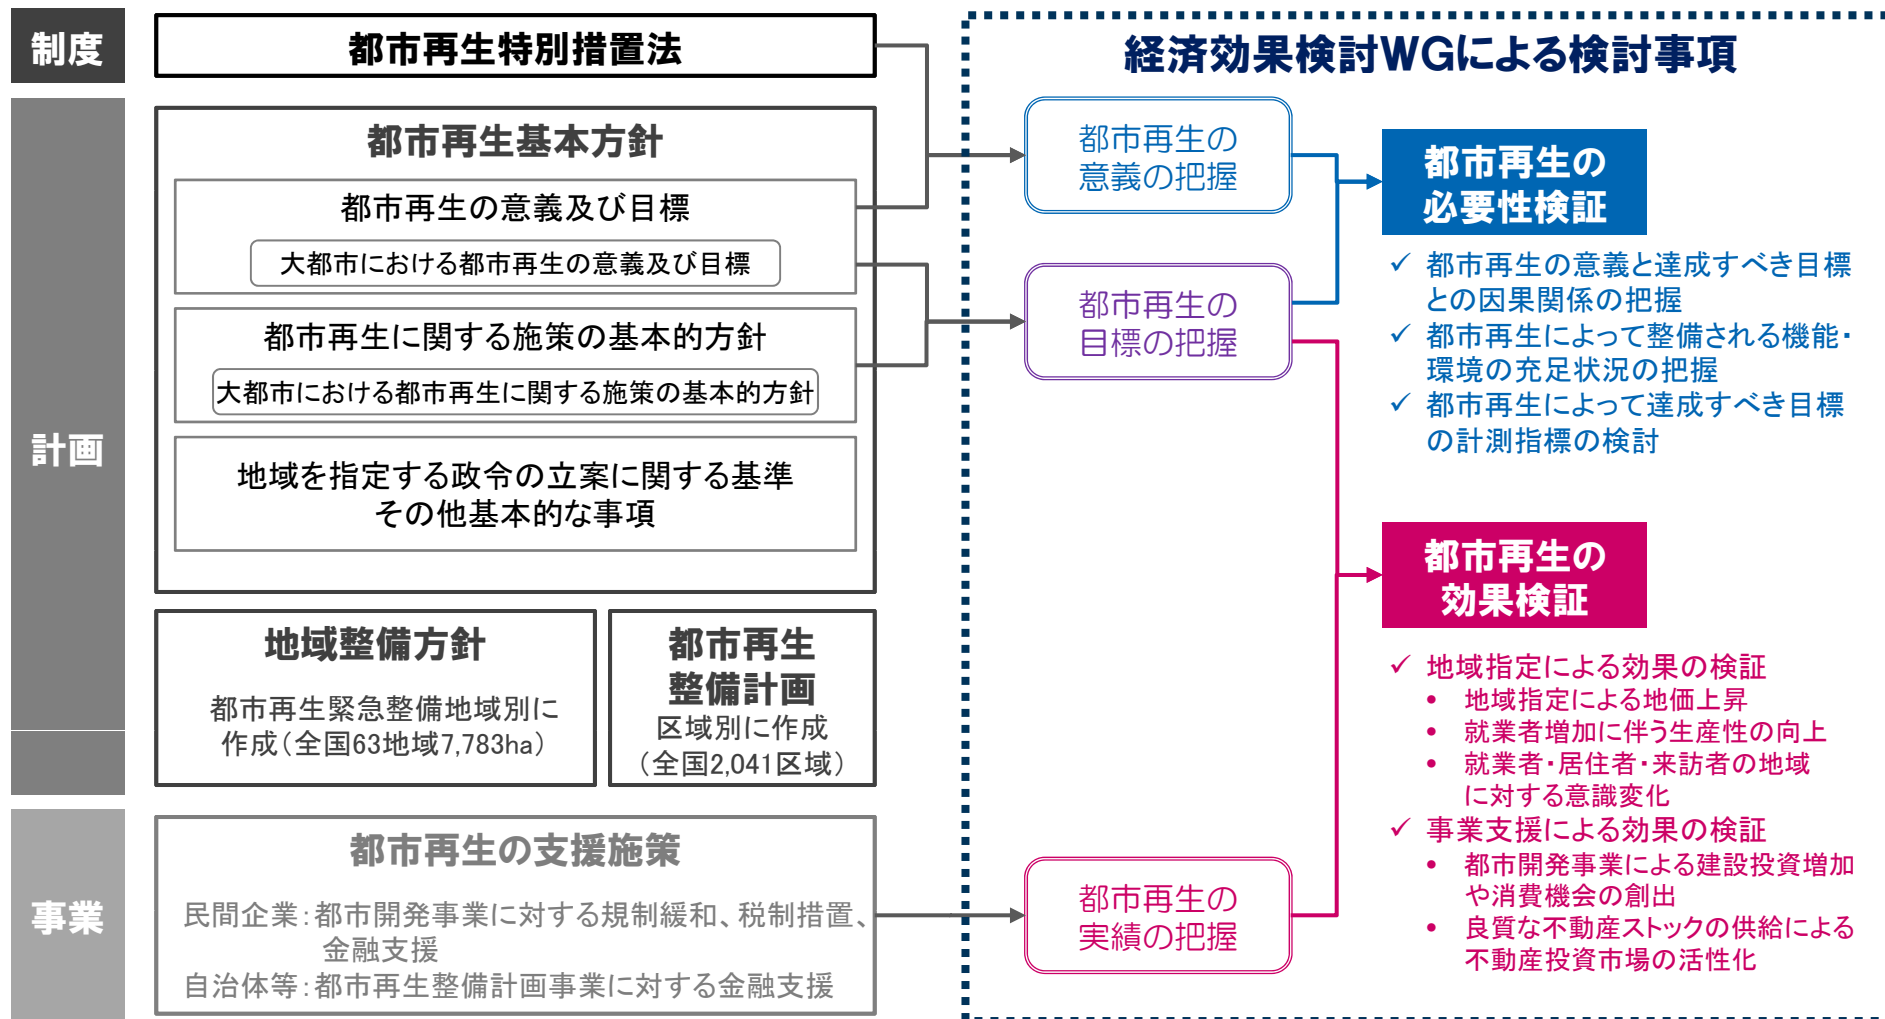 制度
都市再生特別措置法
計画
都市再生基本方針
都市再生の意義及び目標
大都市における都市再生の意義及び目標
都市再生に関する施策の基本的方針
大都市における都市再生に関する施策の基本的方針
地域を指定する政令の立案に関する基準
その他基本的な事項
地域整備方針
都市再生緊急整備地域別に
作成（全国63地域7,783ha）
都市再生
整備計画
区域別に作成
（全国2,041区域）
事業
都市再生の支援施策
民間企業：都市開発事業に対する規制緩和、税制措置、
金融支援
自治体等：都市再生整備計画事業に対する金融支援
経済効果検討WGによる検討事項
都市再生の
意義の把握
都市再生の
目標の把握
都市再生の
実績の把握
都市再生の
必要性検証
✓ 都市再生の意義と達成すべき目標
との因果関係の把握
✓ 都市再生によって整備される機能・
環境の充足状況の把握
✓ 都市再生によって達成すべき目標
の計測指標の検討
都市再生の
効果検証
✓ 地域指定による効果の検証
• 地域指定による地価上昇
• 就業者増加に伴う生産性の向上
• 就業者・居住者・来訪者の地域
に対する意識変化
✓ 事業支援による効果の検証
• 都市開発事業による建設投資増加
や消費機会の創出
• 良質な不動産ストックの供給による
不動産投資市場の活性化